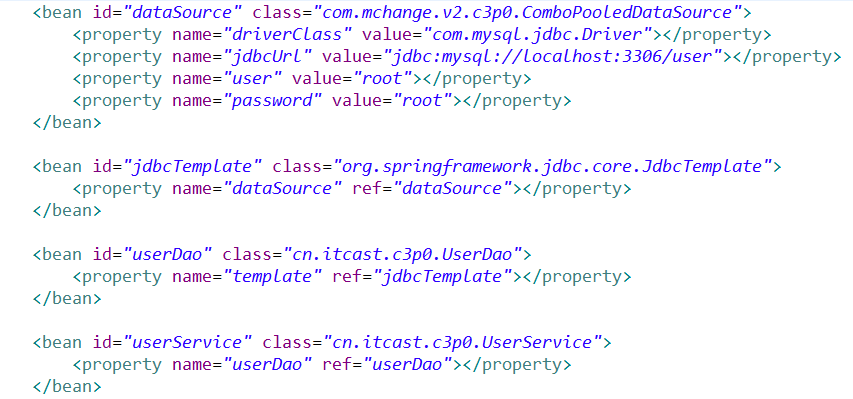 <bean id="dataSource" class="com.mchange.v2.c3p0.ComboPooledDataSource">
<property name="driverClass" value="com.mysql.jdbc.Driver"></property>
<property name="jdbcUrl" value="jdbc:mysql://localhost:3306/user"></property>
<property name="user" value="root"></property>
<property name="password" value="root"></property>
</bean>
<bean id="jdbcTemplate" class="org.springframework.jdbc.core.JdbcTemplate">
<property name="dataSource" ref="dataSource"></property>
</bean>
<bean id="userDao" class="cn.itcast.c3p0.UserDao">
<property name="template" ref="jdbcTemplate"></property>
</bean>
<bean id="userService" class="cn.itcast.c3p0.UserService">
<property name="userDao" ref="userDao"></property>
</bean>